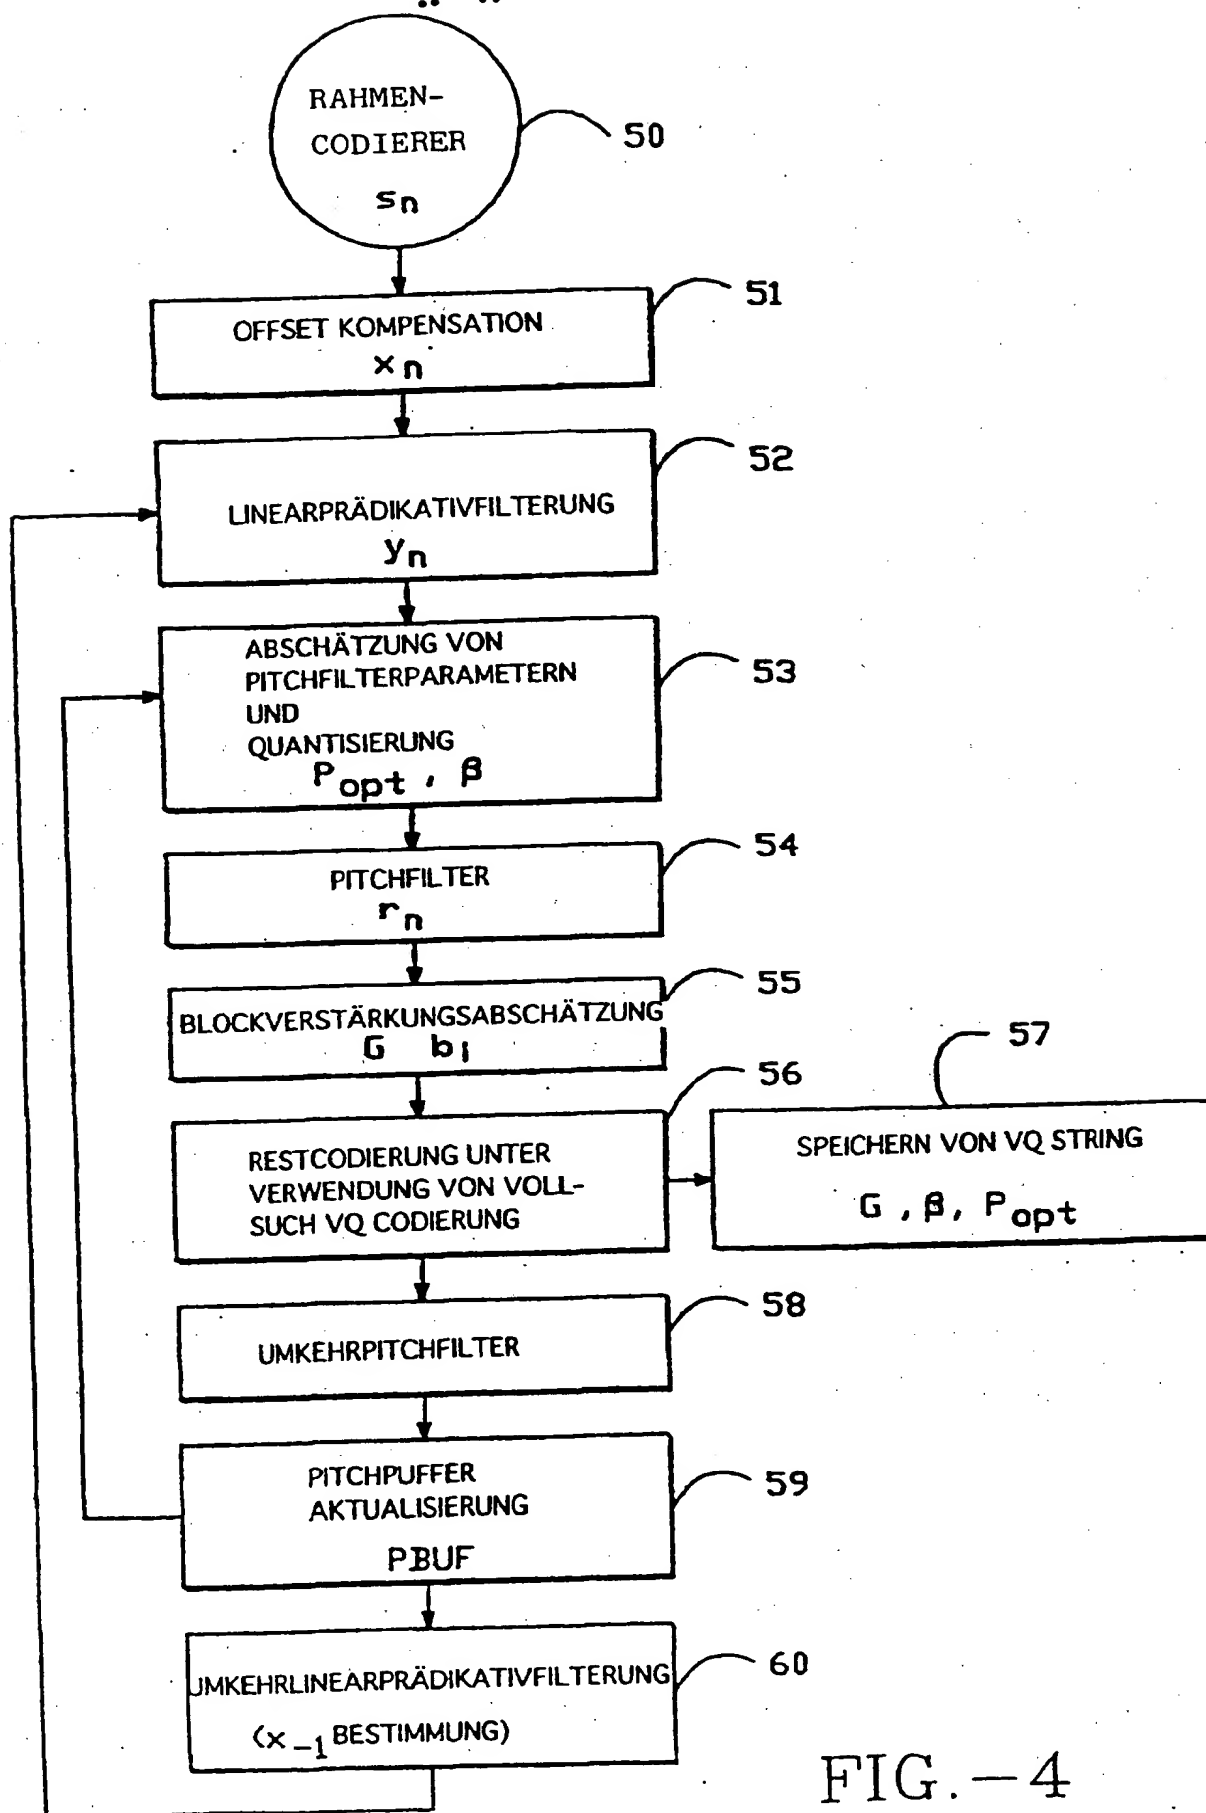 RAHMEN-
CODIERER
sn
50
OFFSET KOMPENSATION
xn
51
LINEARPRÄDIKATIVFILTERUNG
yn
52
ABSCHÄTZUNG VON
PITCHFILTERPARAMETERN
UND
QUANTISIERUNG
Popt , β
53
PITCHFILTER
rn
54
BLOCKVERSTÄRKUNGSABSCHÄTZUNG
G bi
55
RESTCODIERUNG UNTER
VERWENDUNG VON VOLL-
SUCH VQ CODIERUNG
56
SPEICHERN VON VQ STRING
G , β, Popt
57
UMKEHRPITCHFILTER
58
PITCHPUFFER
AKTUALISIERUNG
PBUF
59
UMKEHRLINEARPRÄDIKATIVFILTERUNG
(x-1 BESTIMMUNG)
60
FIG.-4